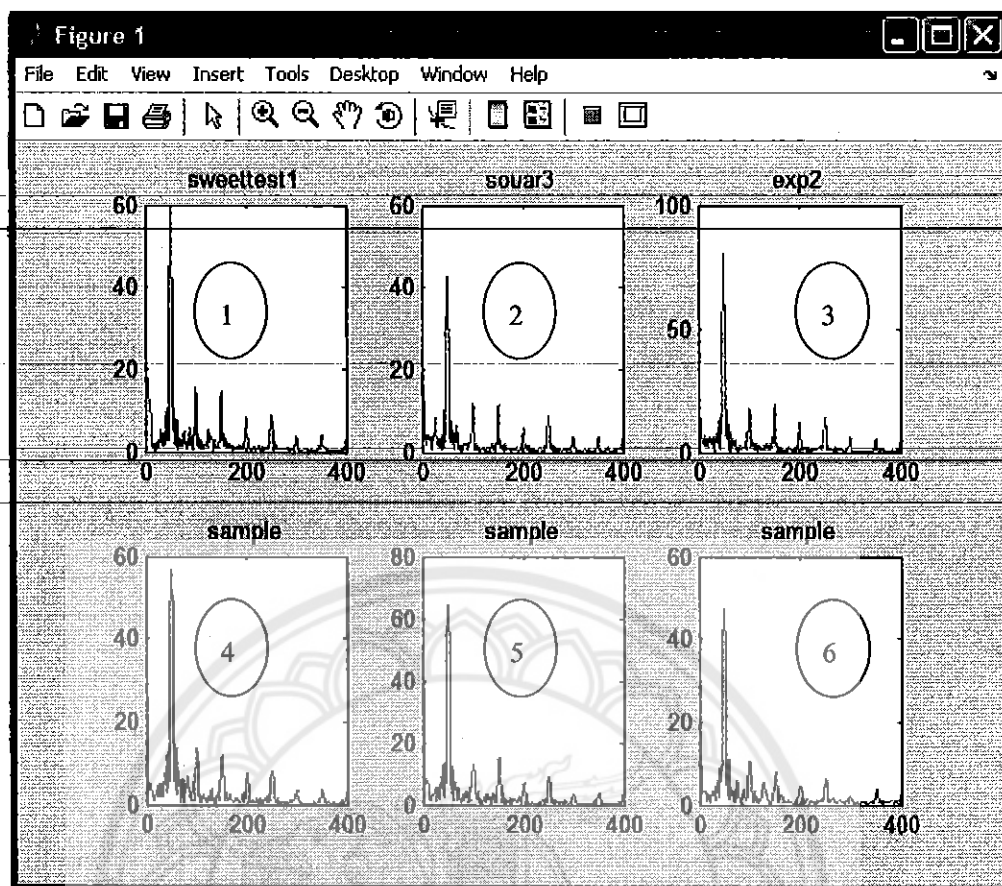 Figure 1
File Edit View Insert Tools Desktop Window Help
sweettest1 souar3 exp2
60 60 100
1 2 3
40 40
50
20 20
0 0 0
0 200 400 0 200 400 0 200 400
sample sample sample
60 80 60
60
4 5 6
40 40 40
20 20 20
0 0 0
0 200 400 0 200 400 0 200 400